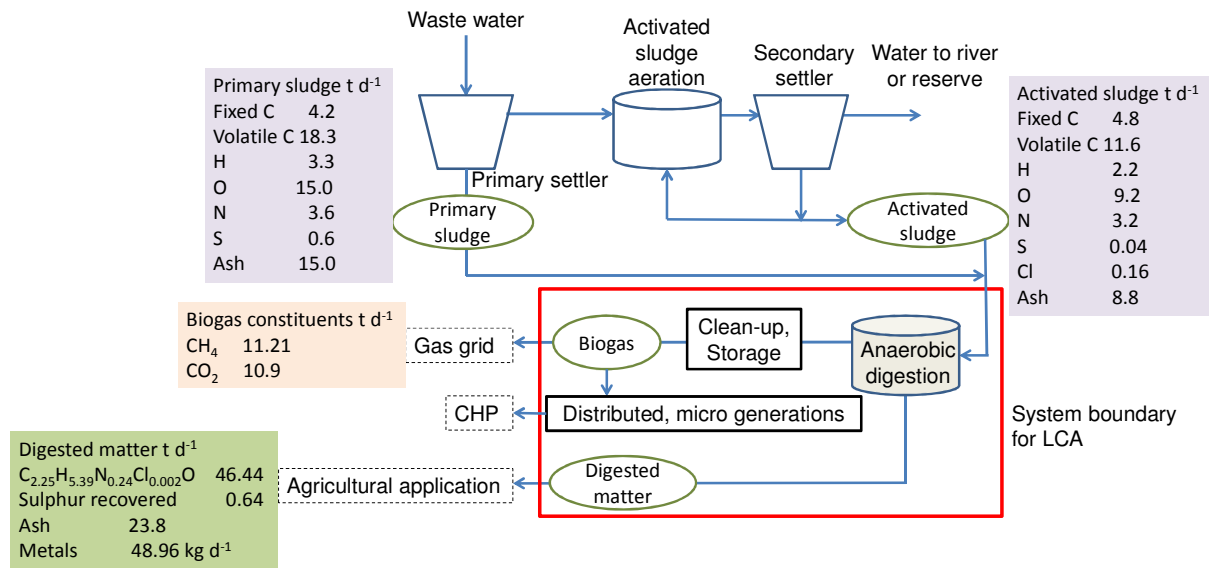 Waste water
Activated
sludge
aeration
Secondary
settler
Water to river
or reserve
Primary sludge t d⁻¹
Fixed C 4.2
Volatile C 18.3
H 3.3
O 15.0
N 3.6
S 0.6
Ash 15.0
Activated sludge t d⁻¹
Fixed C 4.8
Volatile C 11.6
H 2.2
O 9.2
N 3.2
S 0.04
Cl 0.16
Ash 8.8
Primary settler
Primary
sludge
Activated
sludge
Biogas constituents t d⁻¹
CH₄ 11.21
CO₂ 10.9
Gas grid
Biogas
Clean-up,
Storage
Anaerobic
digestion
CHP
Distributed, micro generations
System boundary
for LCA
Digested matter t d⁻¹
C₂.₂₅H₅.₃₉N₀.₂₄Cl₀.₀₀₂O 46.44
Sulphur recovered 0.64
Ash 23.8
Metals 48.96 kg d⁻¹
Agricultural application
Digested
matter